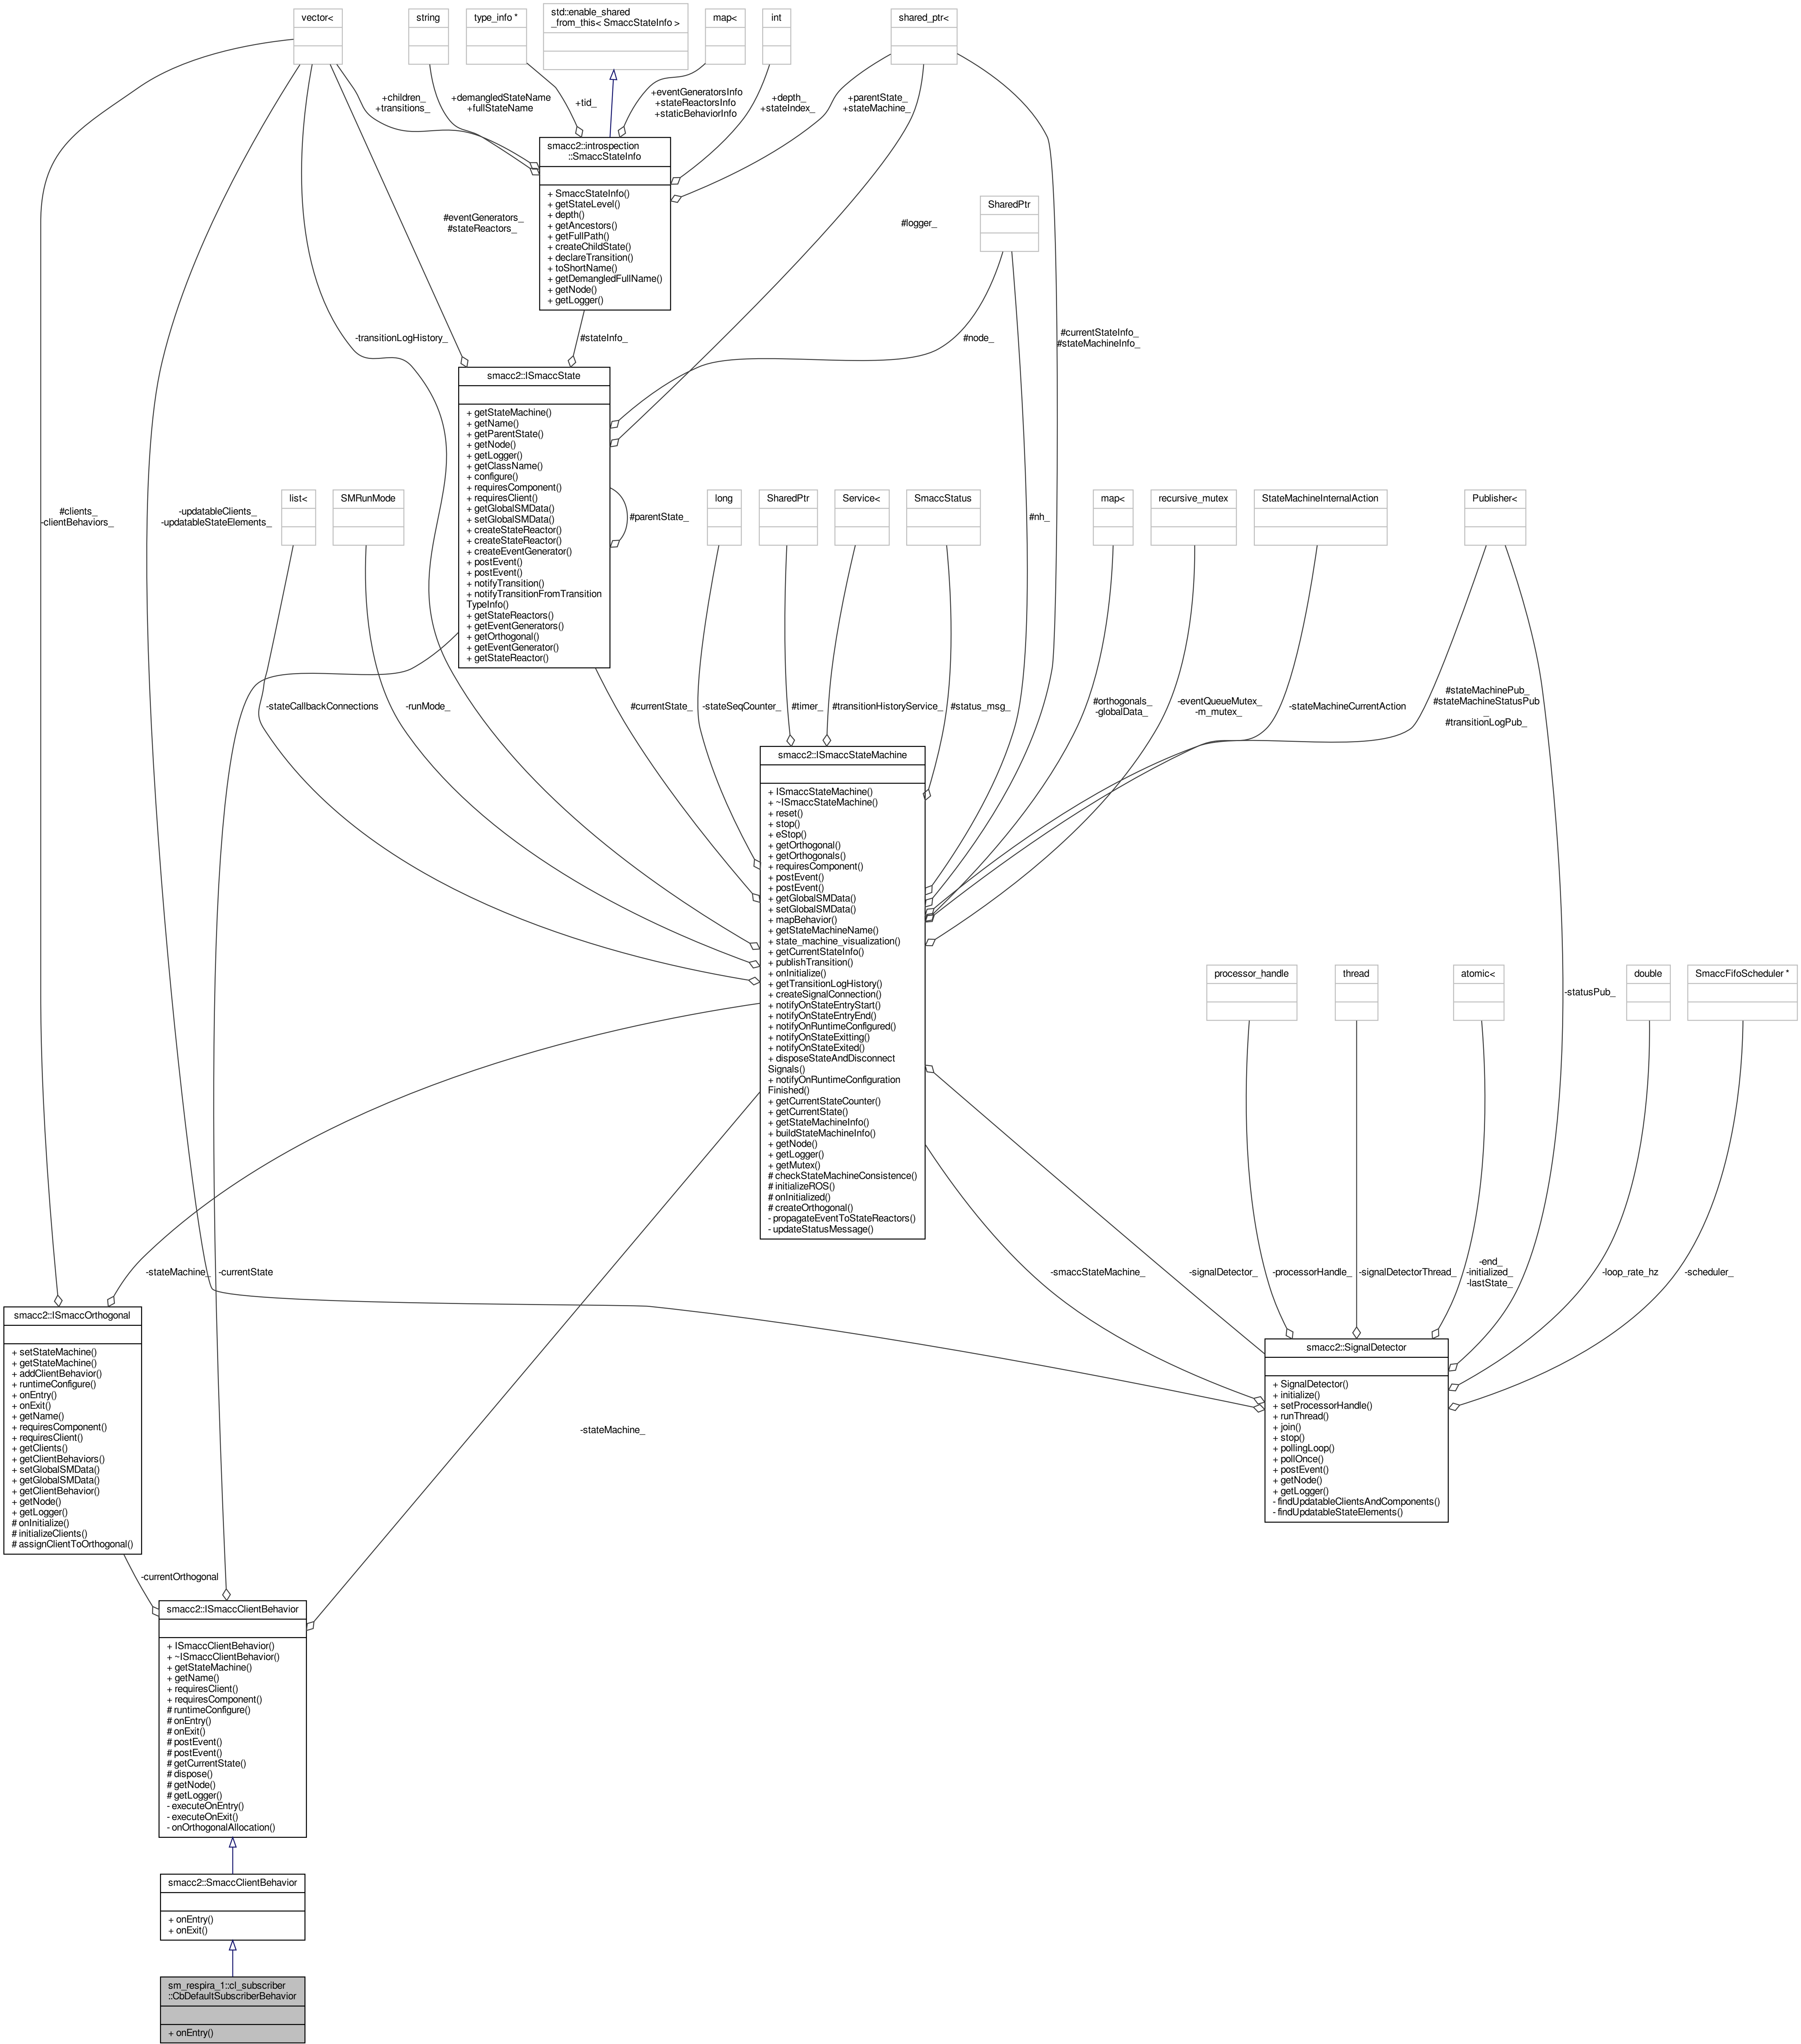 vector<
string
type_info *
std::enable_shared
_from_this< SmaccStateInfo >
map<
int
shared_ptr<
+children_
+transitions_
+demangledStateName
+fullStateName
+tid_
+eventGeneratorsInfo
+stateReactorsInfo
+staticBehaviorInfo
+depth_
+stateIndex_
+parentState_
+stateMachine_
smacc2::introspection
::SmaccStateInfo
+ SmaccStateInfo()
+ getStateLevel()
+ depth()
+ getAncestors()
+ getFullPath()
+ createChildState()
+ declareTransition()
+ toShortName()
+ getDemangledFullName()
+ getNode()
+ getLogger()
SharedPtr
#eventGenerators_
#stateReactors_
#logger_
-transitionLogHistory_
#stateInfo_
#node_
#currentStateInfo_
#stateMachineInfo_
smacc2::ISmaccState
+ getStateMachine()
+ getName()
+ getParentState()
+ getNode()
+ getLogger()
+ getClassName()
+ configure()
+ requiresComponent()
+ requiresClient()
+ getGlobalSMData()
+ setGlobalSMData()
+ createStateReactor()
+ createStateReactor()
+ createEventGenerator()
+ postEvent()
+ postEvent()
+ notifyTransition()
+ notifyTransitionFromTransition
TypeInfo()
+ getStateReactors()
+ getEventGenerators()
+ getOrthogonal()
+ getEventGenerator()
+ getStateReactor()
#parentState_
#clients_
-clientBehaviors_
-updatableClients_
-updatableStateElements_
list<
SMRunMode
long
SharedPtr
Service<
SmaccStatus
#nh_
map<
recursive_mutex
StateMachineInternalAction
Publisher<
-stateCallbackConnections
-runMode_
#currentState_
-stateSeqCounter_
#timer_
#transitionHistoryService_
#status_msg_
#orthogonals_
-globalData_
-eventQueueMutex_
-m_mutex_
-stateMachineCurrentAction
#stateMachinePub_
#stateMachineStatusPub
_
#transitionLogPub_
smacc2::ISmaccStateMachine
+ ISmaccStateMachine()
+ ~ISmaccStateMachine()
+ reset()
+ stop()
+ eStop()
+ getOrthogonal()
+ getOrthogonals()
+ requiresComponent()
+ postEvent()
+ postEvent()
+ getGlobalSMData()
+ setGlobalSMData()
+ mapBehavior()
+ getStateMachineName()
+ state_machine_visualization()
+ getCurrentStateInfo()
+ publishTransition()
+ onInitialize()
+ getTransitionLogHistory()
+ createSignalConnection()
+ notifyOnStateEntryStart()
+ notifyOnStateEntryEnd()
+ notifyOnRuntimeConfigured()
+ notifyOnStateExitting()
+ notifyOnStateExited()
+ disposeStateAndDisconnect
Signals()
+ notifyOnRuntimeConfiguration
Finished()
+ getCurrentStateCounter()
+ getCurrentState()
+ getStateMachineInfo()
+ buildStateMachineInfo()
+ getNode()
+ getLogger()
+ getMutex()
# checkStateMachineConsistence()
# initializeROS()
# onInitialized()
# createOrthogonal()
- propagateEventToStateReactors()
- updateStatusMessage()
processor_handle
thread
atomic<
-statusPub_
double
SmaccFifoScheduler *
-stateMachine_
-currentState
-smaccStateMachine_
-signalDetector_
-processorHandle_
-signalDetectorThread_
-end_
-initialized_
-lastState_
-loop_rate_hz
-scheduler_
smacc2::ISmaccOrthogonal
+ setStateMachine()
+ getStateMachine()
+ addClientBehavior()
+ runtimeConfigure()
+ onEntry()
+ onExit()
+ getName()
+ requiresComponent()
+ requiresClient()
+ getClients()
+ getClientBehaviors()
+ setGlobalSMData()
+ getGlobalSMData()
+ getClientBehavior()
+ getNode()
+ getLogger()
# onInitialize()
# initializeClients()
# assignClientToOrthogonal()
smacc2::SignalDetector
+ SignalDetector()
+ initialize()
+ setProcessorHandle()
+ runThread()
+ join()
+ stop()
+ pollingLoop()
+ pollOnce()
+ postEvent()
+ getNode()
+ getLogger()
- findUpdatableClientsAndComponents()
- findUpdatableStateElements()
-stateMachine_
-currentOrthogonal
smacc2::ISmaccClientBehavior
+ ISmaccClientBehavior()
+ ~ISmaccClientBehavior()
+ getStateMachine()
+ getName()
+ requiresClient()
+ requiresComponent()
# runtimeConfigure()
# onEntry()
# onExit()
# postEvent()
# postEvent()
# getCurrentState()
# dispose()
# getNode()
# getLogger()
- executeOnEntry()
- executeOnExit()
- onOrthogonalAllocation()
smacc2::SmaccClientBehavior
+ onEntry()
+ onExit()
sm_respira_1::cl_subscriber
::CbDefaultSubscriberBehavior
+ onEntry()